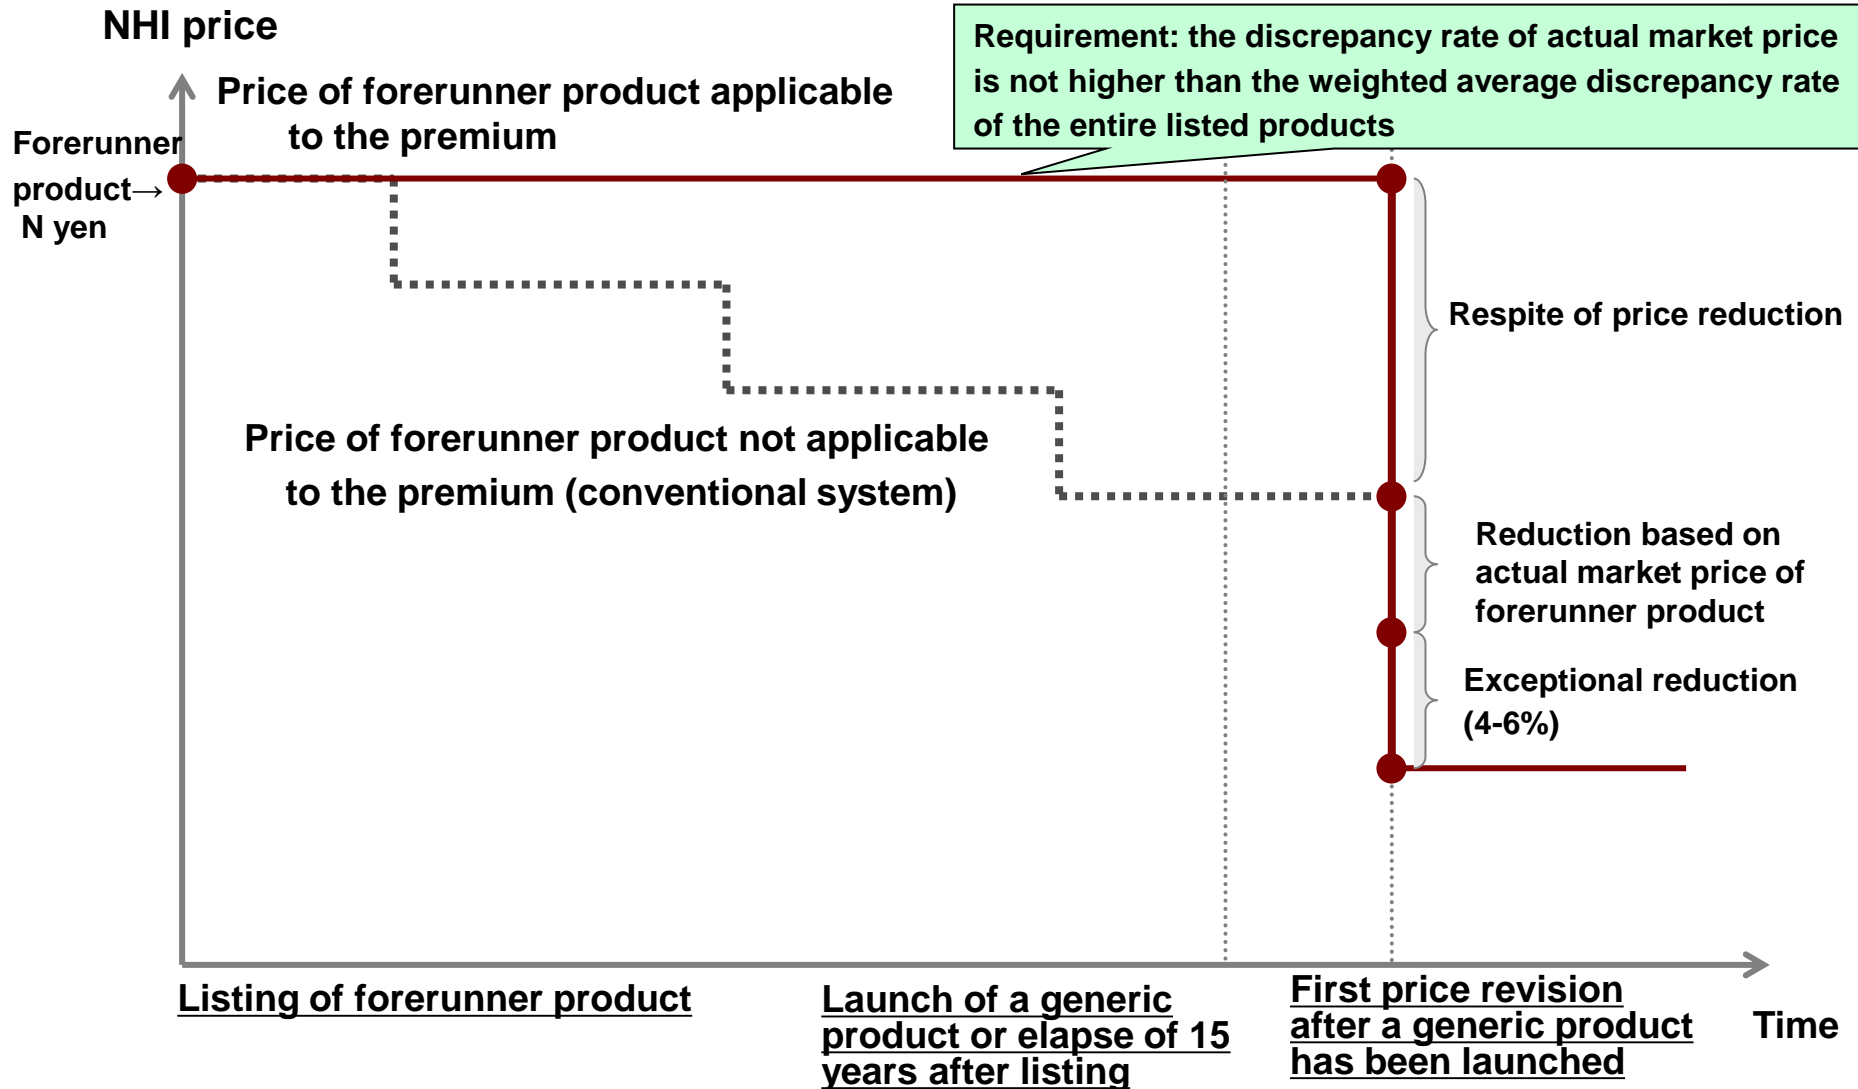 NHI price
Requirement: the discrepancy rate of actual market price
is not higher than the weighted average discrepancy rate
of the entire listed products
Price of forerunner product applicable
to the premium
Forerunner
product→
N yen
Respite of price reduction
Price of forerunner product not applicable
to the premium (conventional system)
Reduction based on
actual market price of
forerunner product
Exceptional reduction
(4-6%)
Listing of forerunner product
Launch of a generic
product or elapse of 15
years after listing
First price revision
after a generic product
has been launched
Time